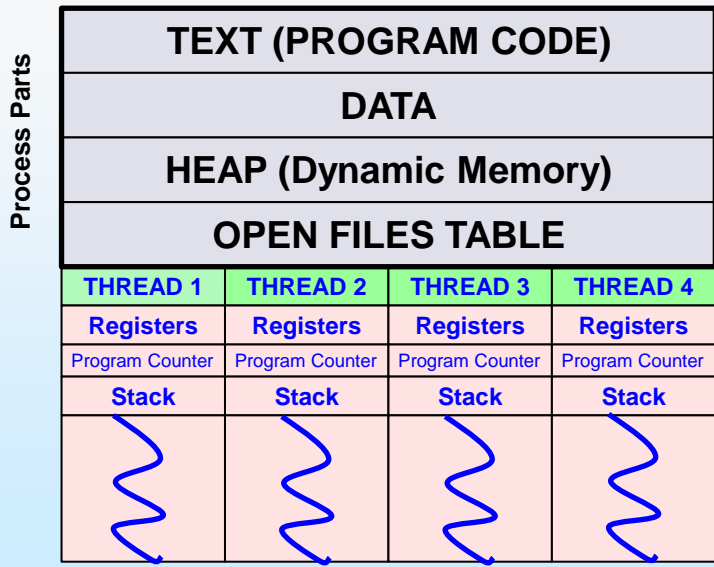 Process Parts
TEXT (PROGRAM CODE)
DATA
HEAP (Dynamic Memory)
OPEN FILES TABLE
THREAD 1 THREAD 2 THREAD 3 THREAD 4
Registers Registers Registers Registers
Program Counter Program Counter Program Counter Program Counter
Stack Stack Stack Stack